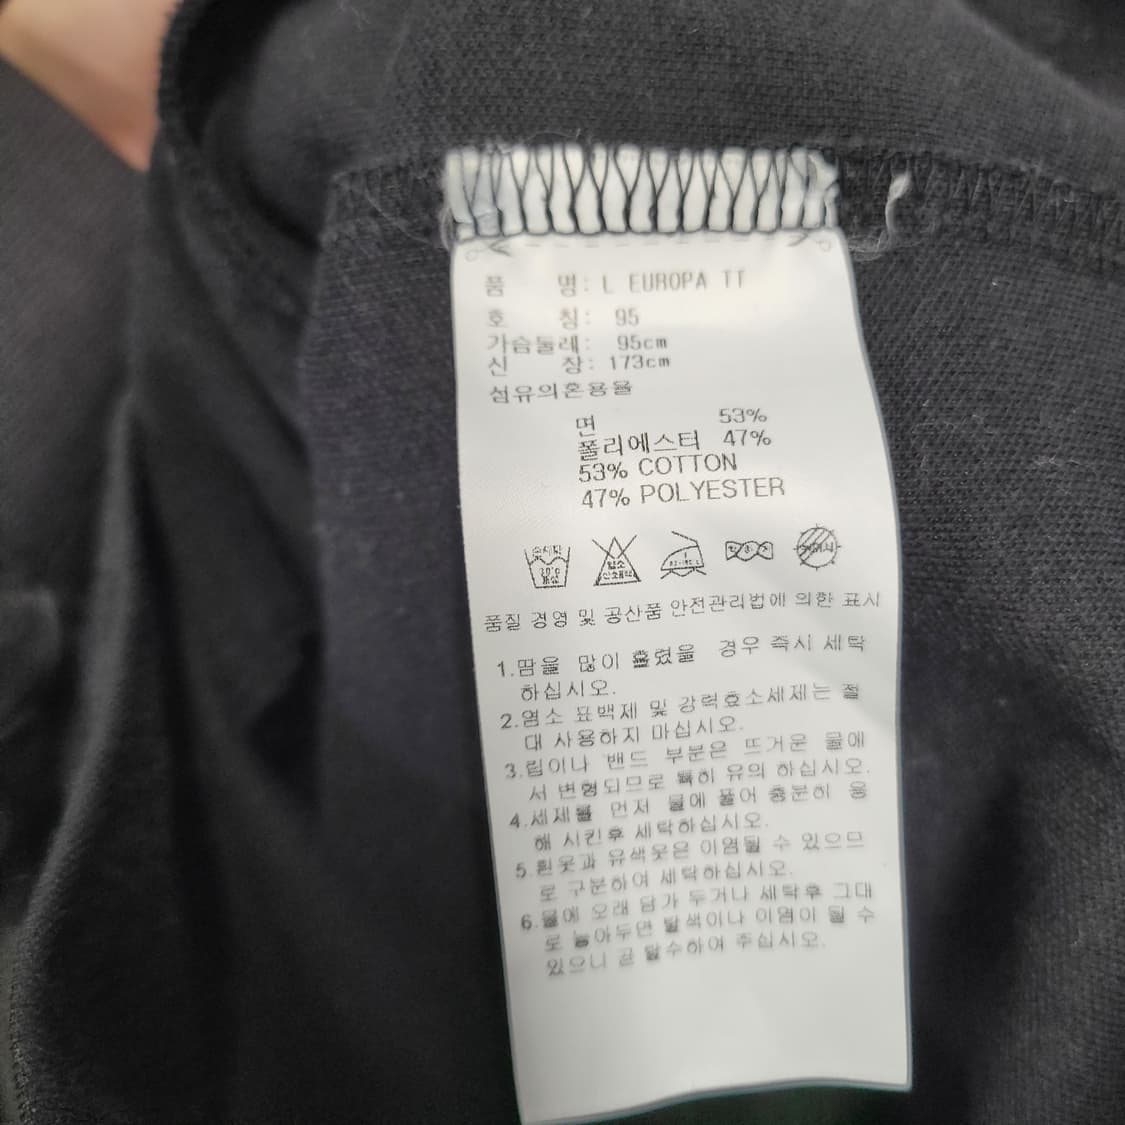 품 명: L EUROPA TT
호 칭: 95
가슴둘레: 95cm
신 장: 173cm
섬유의혼용율
면 53%
폴리에스터 47%
53% COTTON
47% POLYESTER
품질 경영 및 공산품 안전관리법에 의한 표시
1.땀을 많이 흘렸을 경우 즉시 세탁
하십시오.
2.염소 표백제 및 강력효소세제는 절
대 사용하지 마십시오.
3.립이나 밴드 부분은 뜨거운 물에
서 변형되므로 특히 유의 하십시오.
4.세제를 먼저 물에 풀어 충분히 용
해 시킨후 세탁하십시오.
5.흰옷과 유색옷은 이염될 수 있으므
로 구분하여 세탁하십시오.
6.물에 오래 담가 두거나 세탁후 그대
로 놓아두면 탈색이나 이염이 될 수
있으니 곧 탈수하여 주십시오.